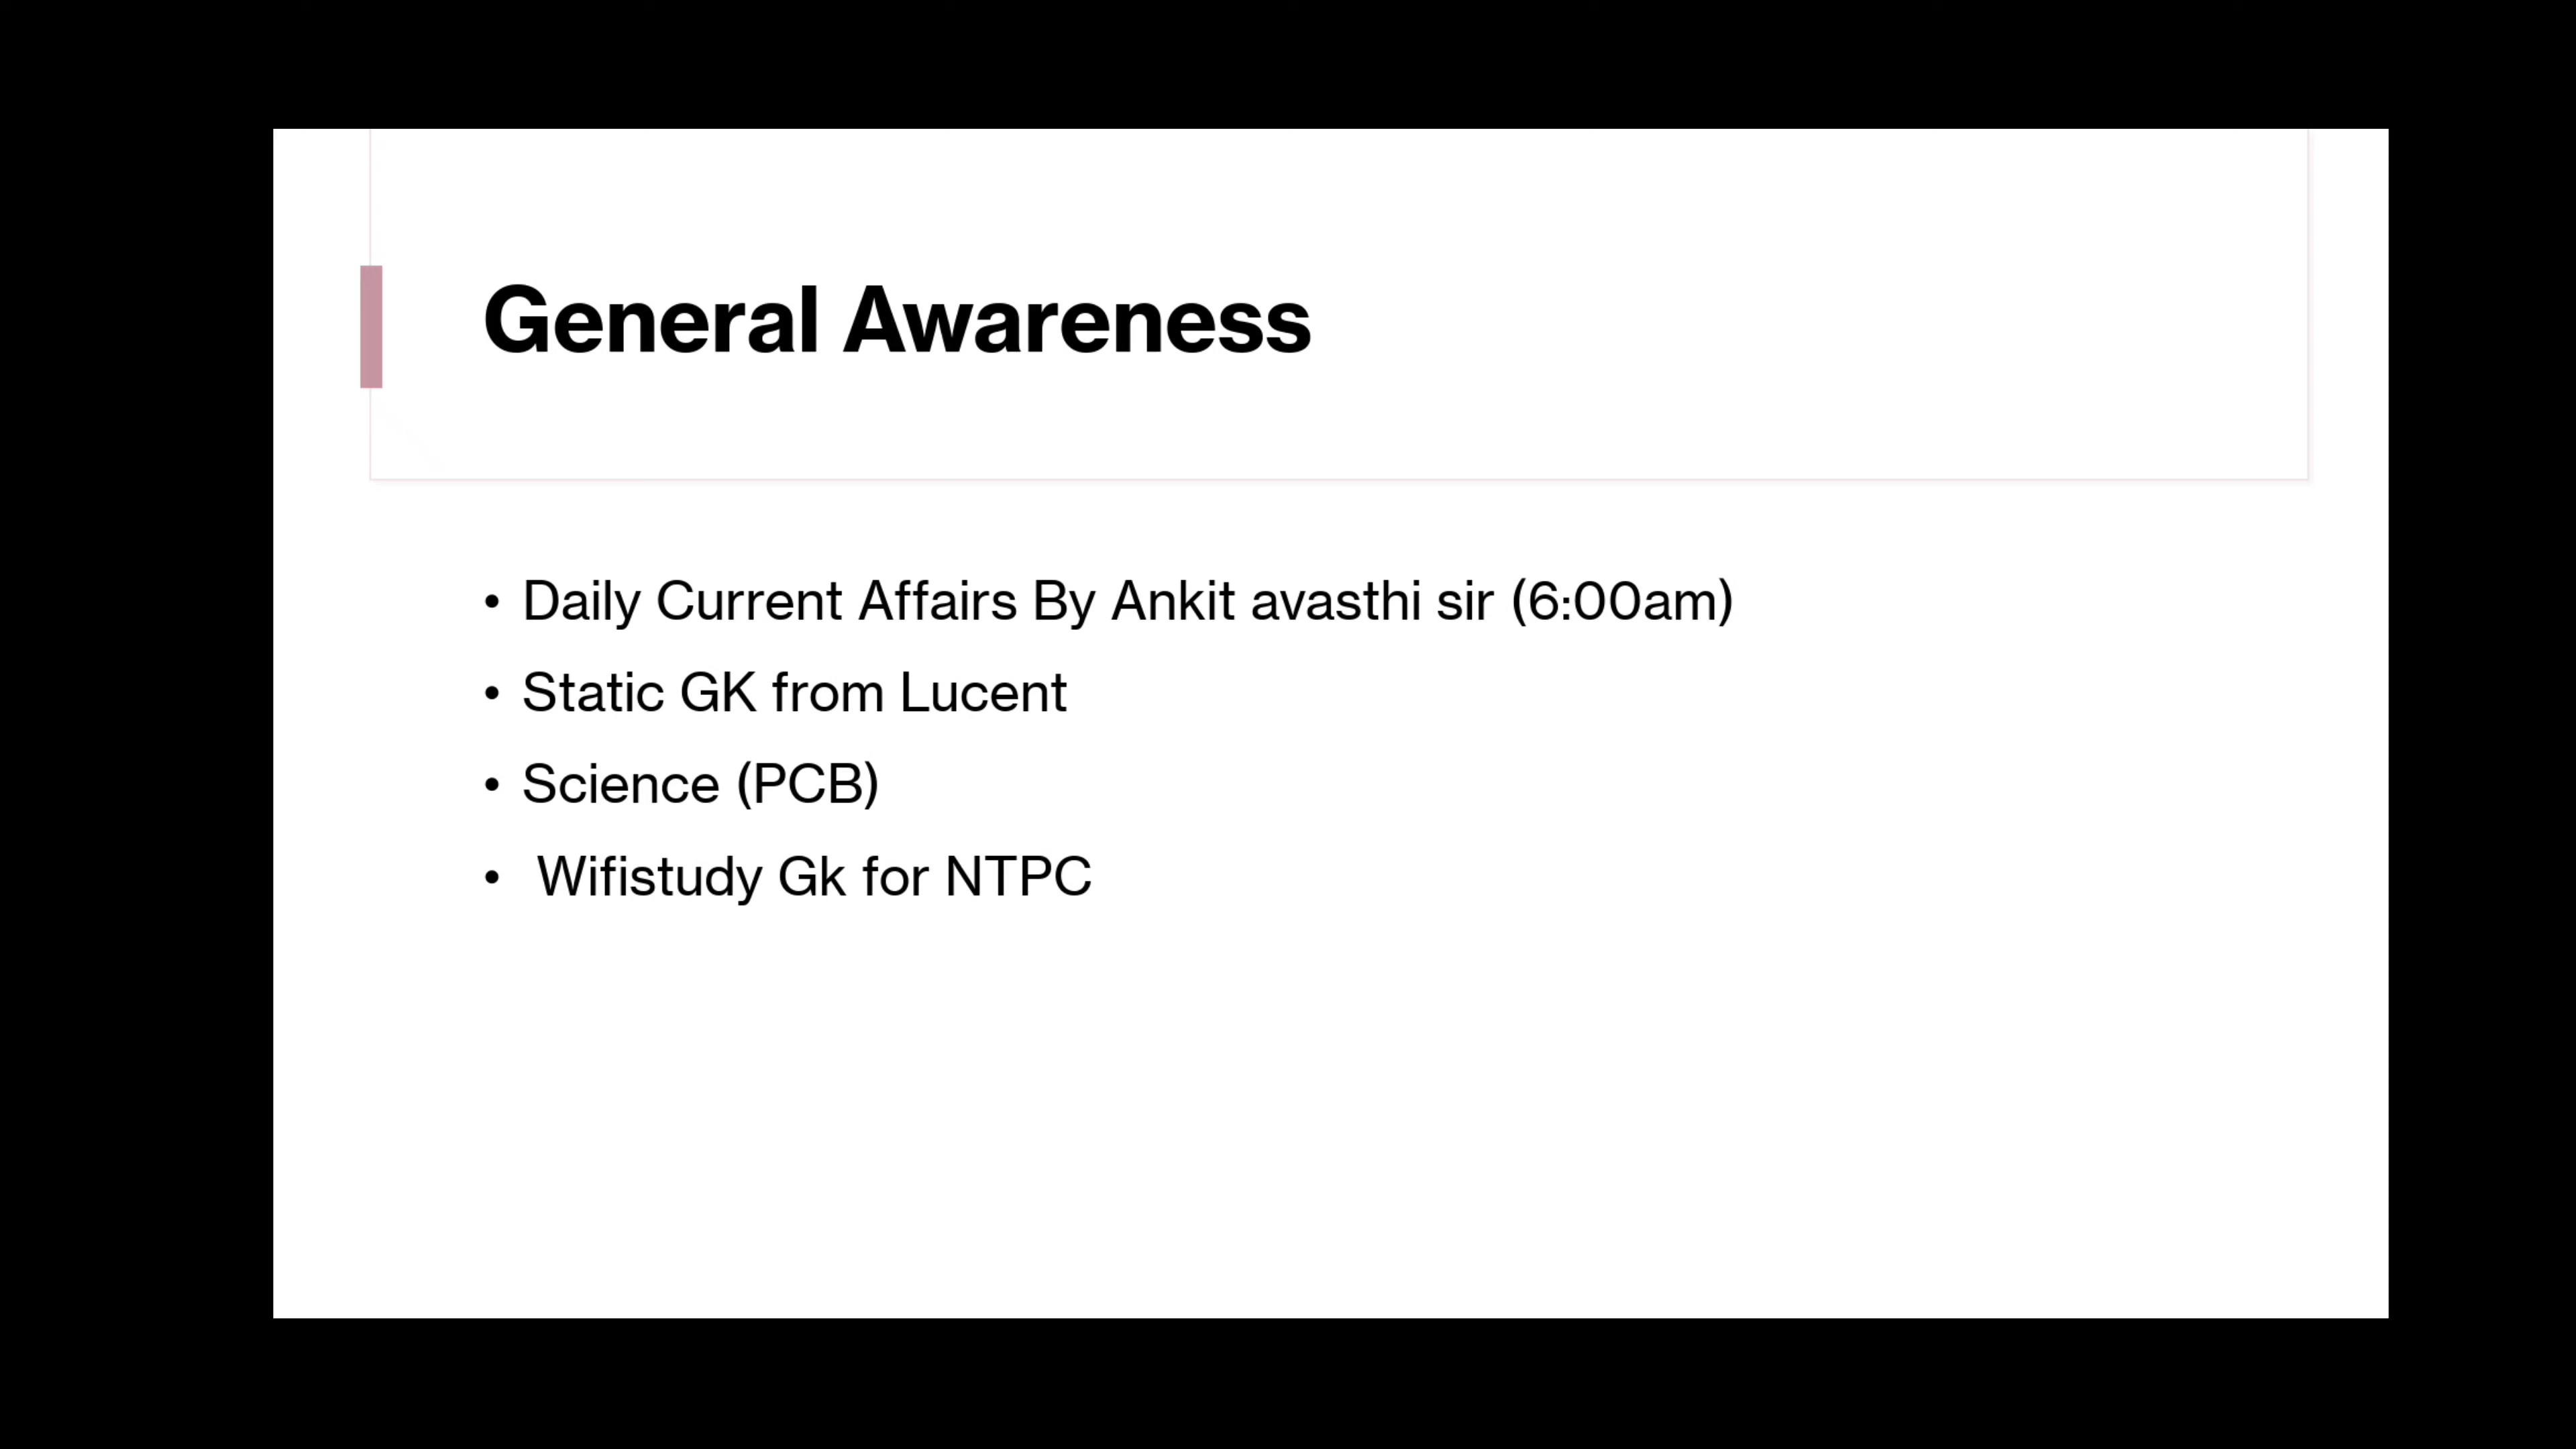 General Awareness
• Daily Current Affairs By Ankit avasthi sir (6:00am)
• Static GK from Lucent
• Science (PCB)
• Wifistudy Gk for NTPC